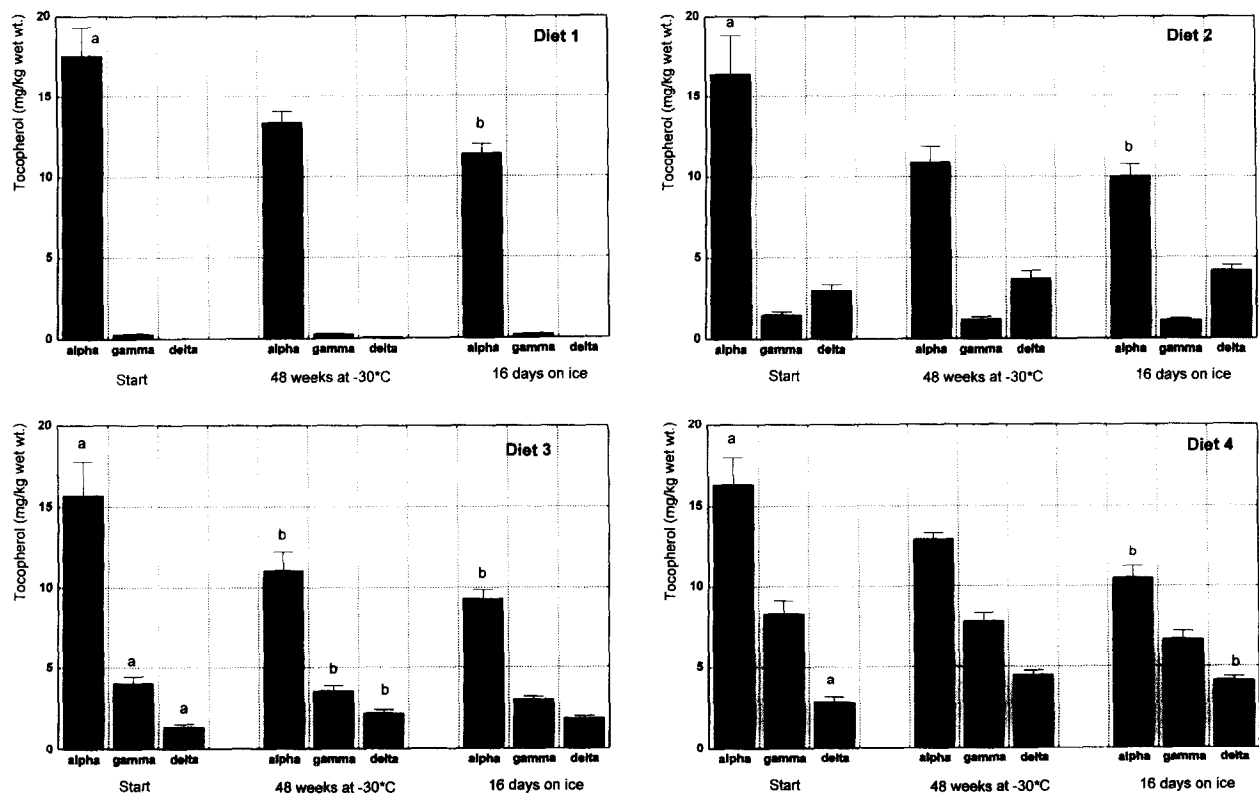 Diet 1
Tocopherol (mg/kg wet wt.)
20
15
10
5
0
a
b
alpha gamma delta alpha gamma delta alpha gamma delta
Start 48 weeks at -30*C 16 days on ice
Diet 2
Tocopherol (mg/kg wet wt.)
20
15
10
5
0
a
b
alpha gamma delta alpha gamma delta alpha gamma delta
Start 48 weeks at -30*C 16 days on ice
Diet 3
Tocopherol (mg/kg wet wt.)
20
15
10
5
0
a
b
b
a
b
b
a
alpha gamma delta alpha gamma delta alpha gamma delta
Start 48 weeks at -30*C 16 days on ice
Diet 4
Tocopherol (mg/kg wet wt.)
20
15
10
5
0
a
b
a
b
alpha gamma delta alpha gamma delta alpha gamma delta
Start 48 weeks at -30*C 16 days on ice